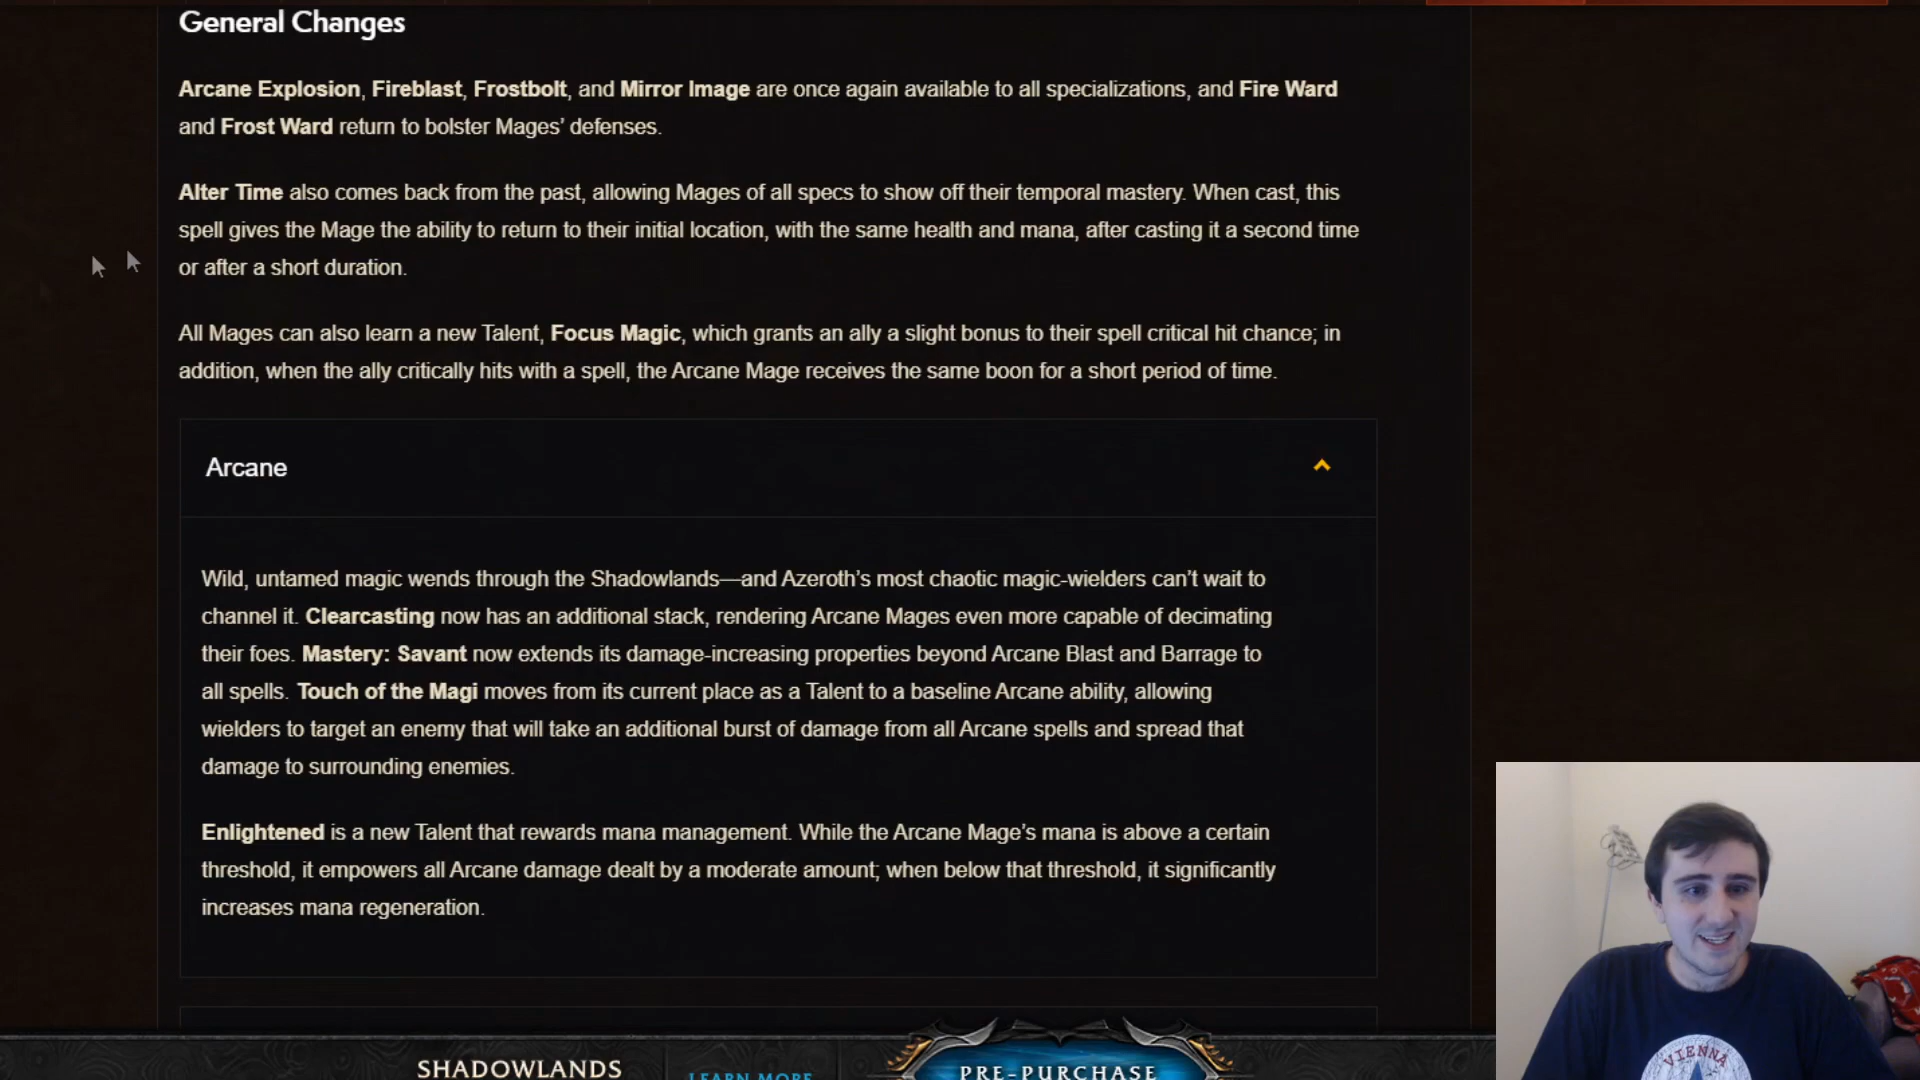 General Changes
Arcane Explosion, Fireblast, Frostbolt, and Mirror Image are once again available to all specializations, and Fire Ward
and Frost Ward return to bolster Mages’ defenses.
Alter Time also comes back from the past, allowing Mages of all specs to show off their temporal mastery. When cast, this
spell gives the Mage the ability to return to their initial location, with the same health and mana, after casting it a second time
or after a short duration.
All Mages can also learn a new Talent, Focus Magic, which grants an ally a slight bonus to their spell critical hit chance; in
addition, when the ally critically hits with a spell, the Arcane Mage receives the same boon for a short period of time.
Arcane
Wild, untamed magic wends through the Shadowlands—and Azeroth’s most chaotic magic-wielders can’t wait to
channel it. Clearcasting now has an additional stack, rendering Arcane Mages even more capable of decimating
their foes. Mastery: Savant now extends its damage-increasing properties beyond Arcane Blast and Barrage to
all spells. Touch of the Magi moves from its current place as a Talent to a baseline Arcane ability, allowing
wielders to target an enemy that will take an additional burst of damage from all Arcane spells and spread that
damage to surrounding enemies.
Enlightened is a new Talent that rewards mana management. While the Arcane Mage’s mana is above a certain
threshold, it empowers all Arcane damage dealt by a moderate amount; when below that threshold, it significantly
increases mana regeneration.
SHADOWLANDS
LEARN MORE
PRE-PURCHASE
VIENNA